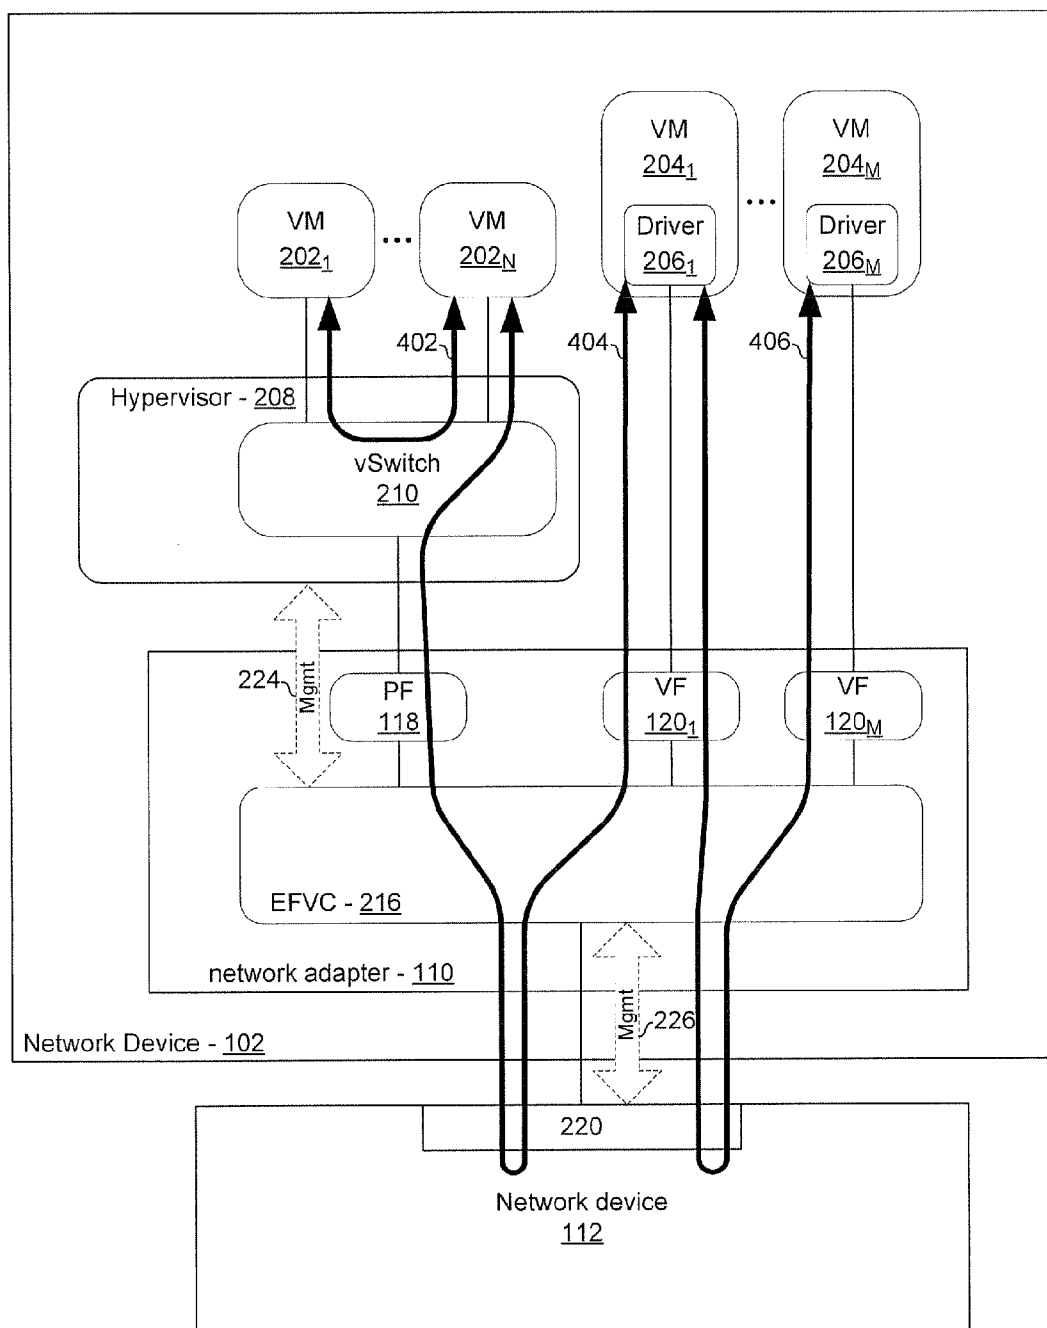 VM
204₁
VM
204M
VM
202₁
...
VM
202N
...
Driver
206₁
Driver
206M
402
404
406
Hypervisor - 208
vSwitch
210
224
Mgmt
PF
118
VF
120₁
VF
120M
EFVC - 216
network adapter - 110
Mgmt
226
Network Device - 102
220
Network device
112